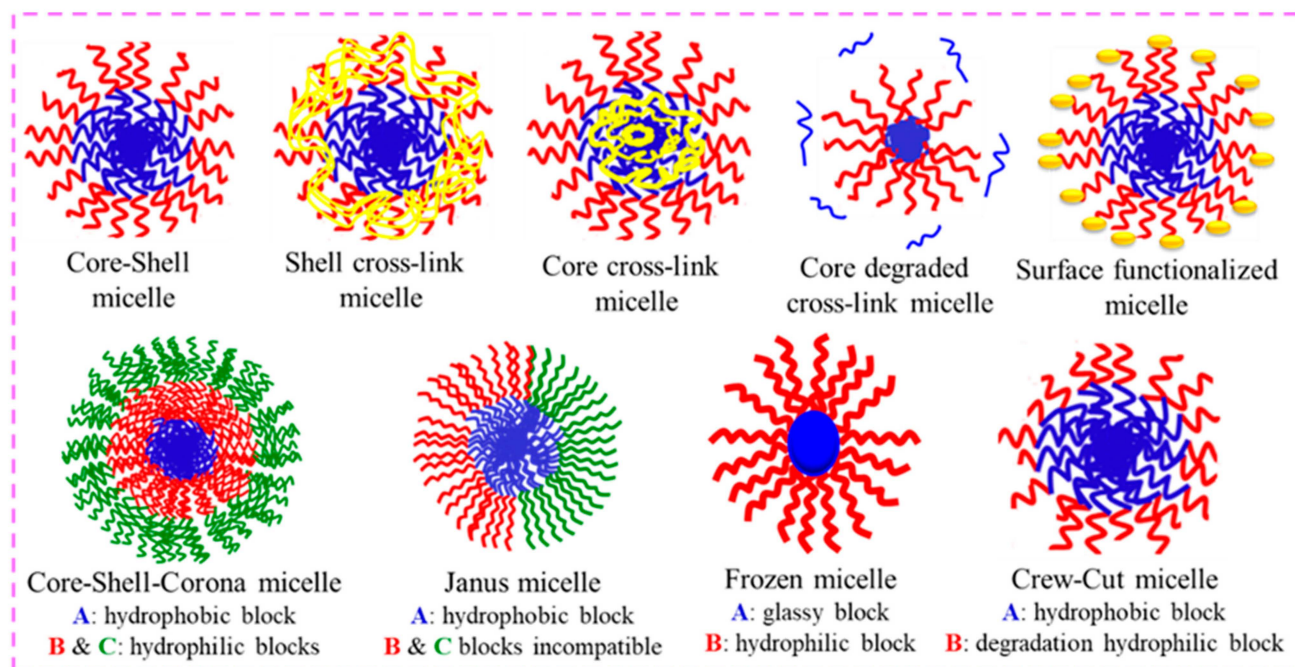 Core-Shell
micelle
Shell cross-link
micelle
Core cross-link
micelle
Core degraded
cross-link micelle
Surface functionalized
micelle
Core-Shell-Corona micelle
A: hydrophobic block
B & C: hydrophilic blocks
Janus micelle
A: hydrophobic block
B & C blocks incompatible
Frozen micelle
A: glassy block
B: hydrophilic block
Crew-Cut micelle
A: hydrophobic block
B: degradation hydrophilic block